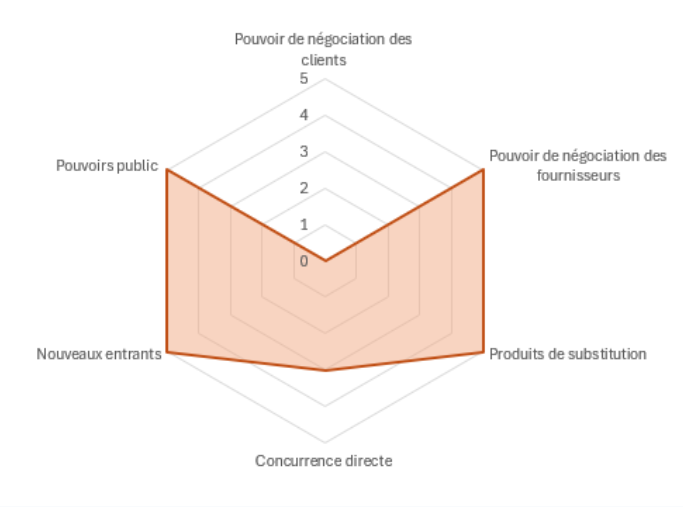 Pouvoir de négociation des
clients
5
4
3
2
1
0
Pouvoir de négociation des
fournisseurs
Produits de substitution
Concurrence directe
Nouveaux entrants
Pouvoirs public